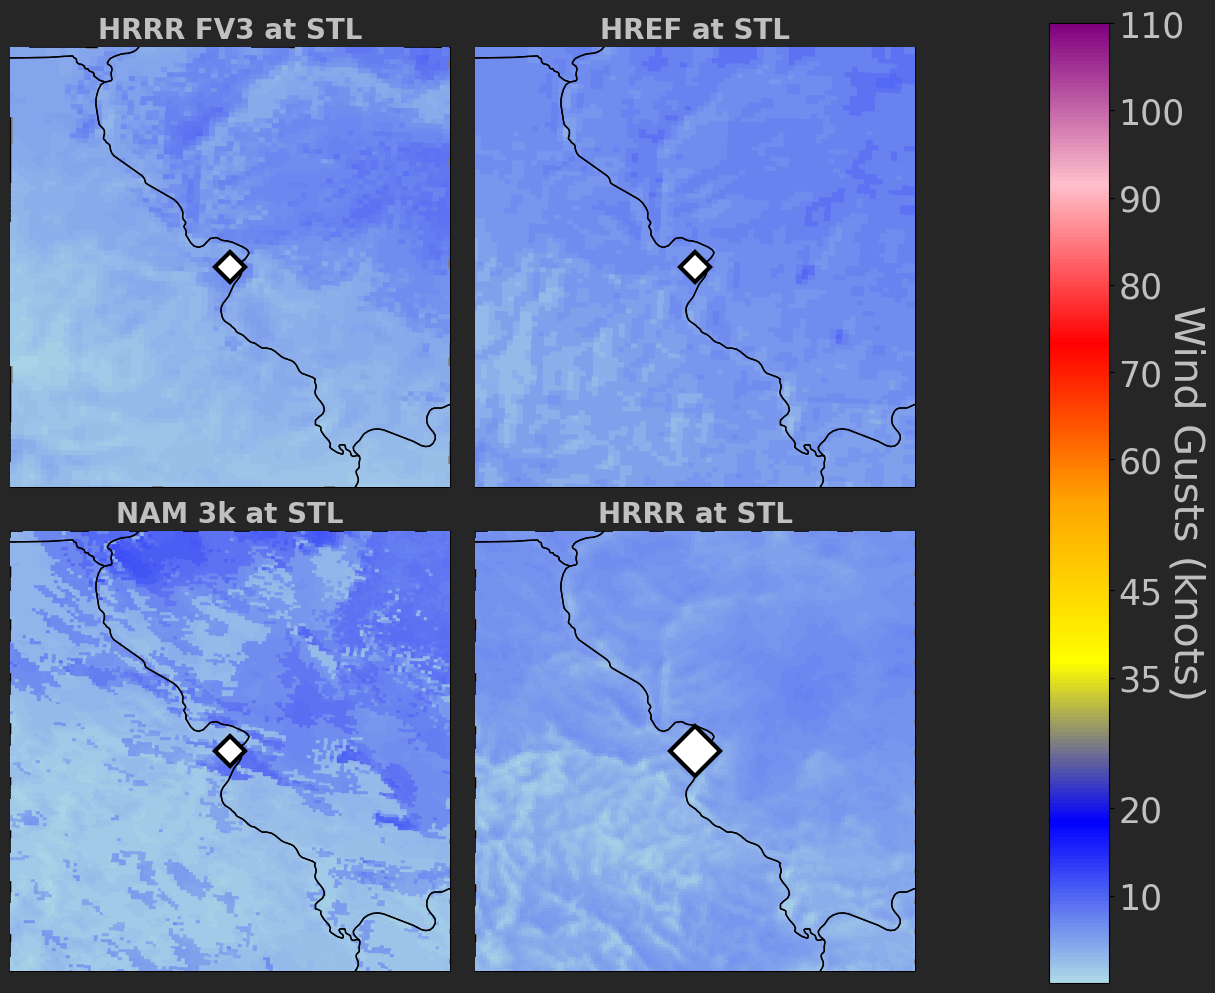 HRRR FV3 at STL
HREF at STL
NAM 3k at STL
HRRR at STL
110
100
90
80
70
60
45
35
20
10
Wind Gusts (knots)